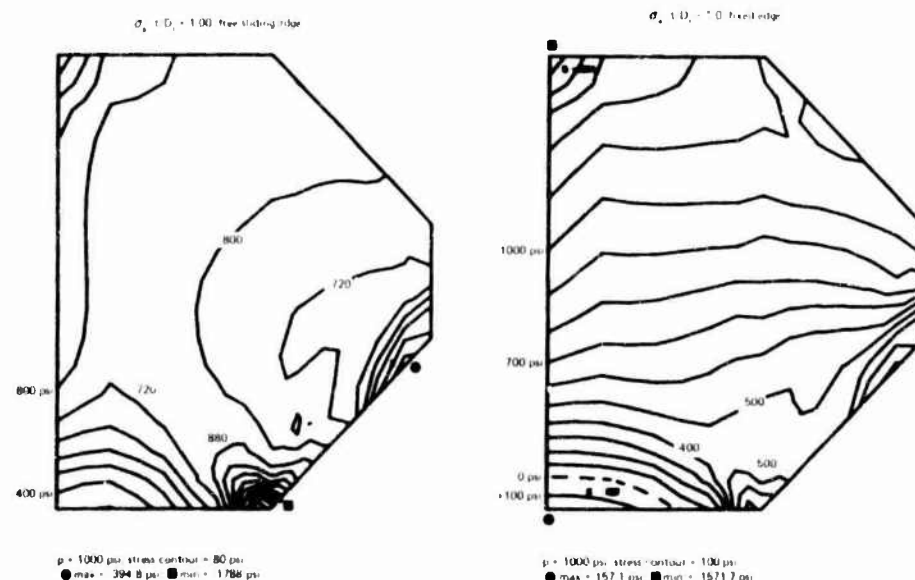 free sliding edge
fixed edge
800
720
1000 psi
700 psi
800 psi
720
880
400 psi
500
400
500
0 psi
100 psi
p = 1000 psi, stress contour = 80 psi
max = 394.8 psi min = 1788 psi
p = 1000 psi, stress contour = 100 psi
max = 157.1 psi min = 1571.7 psi